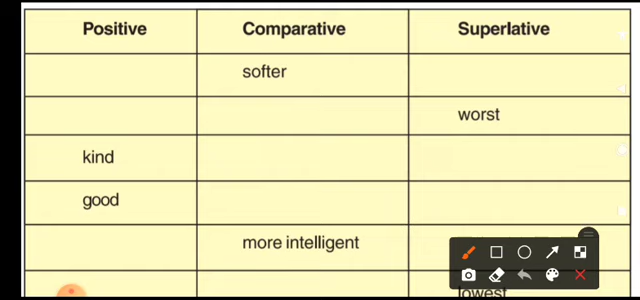 Positive Comparative Superlative
softer
worst
kind
good
more intelligent
lowest